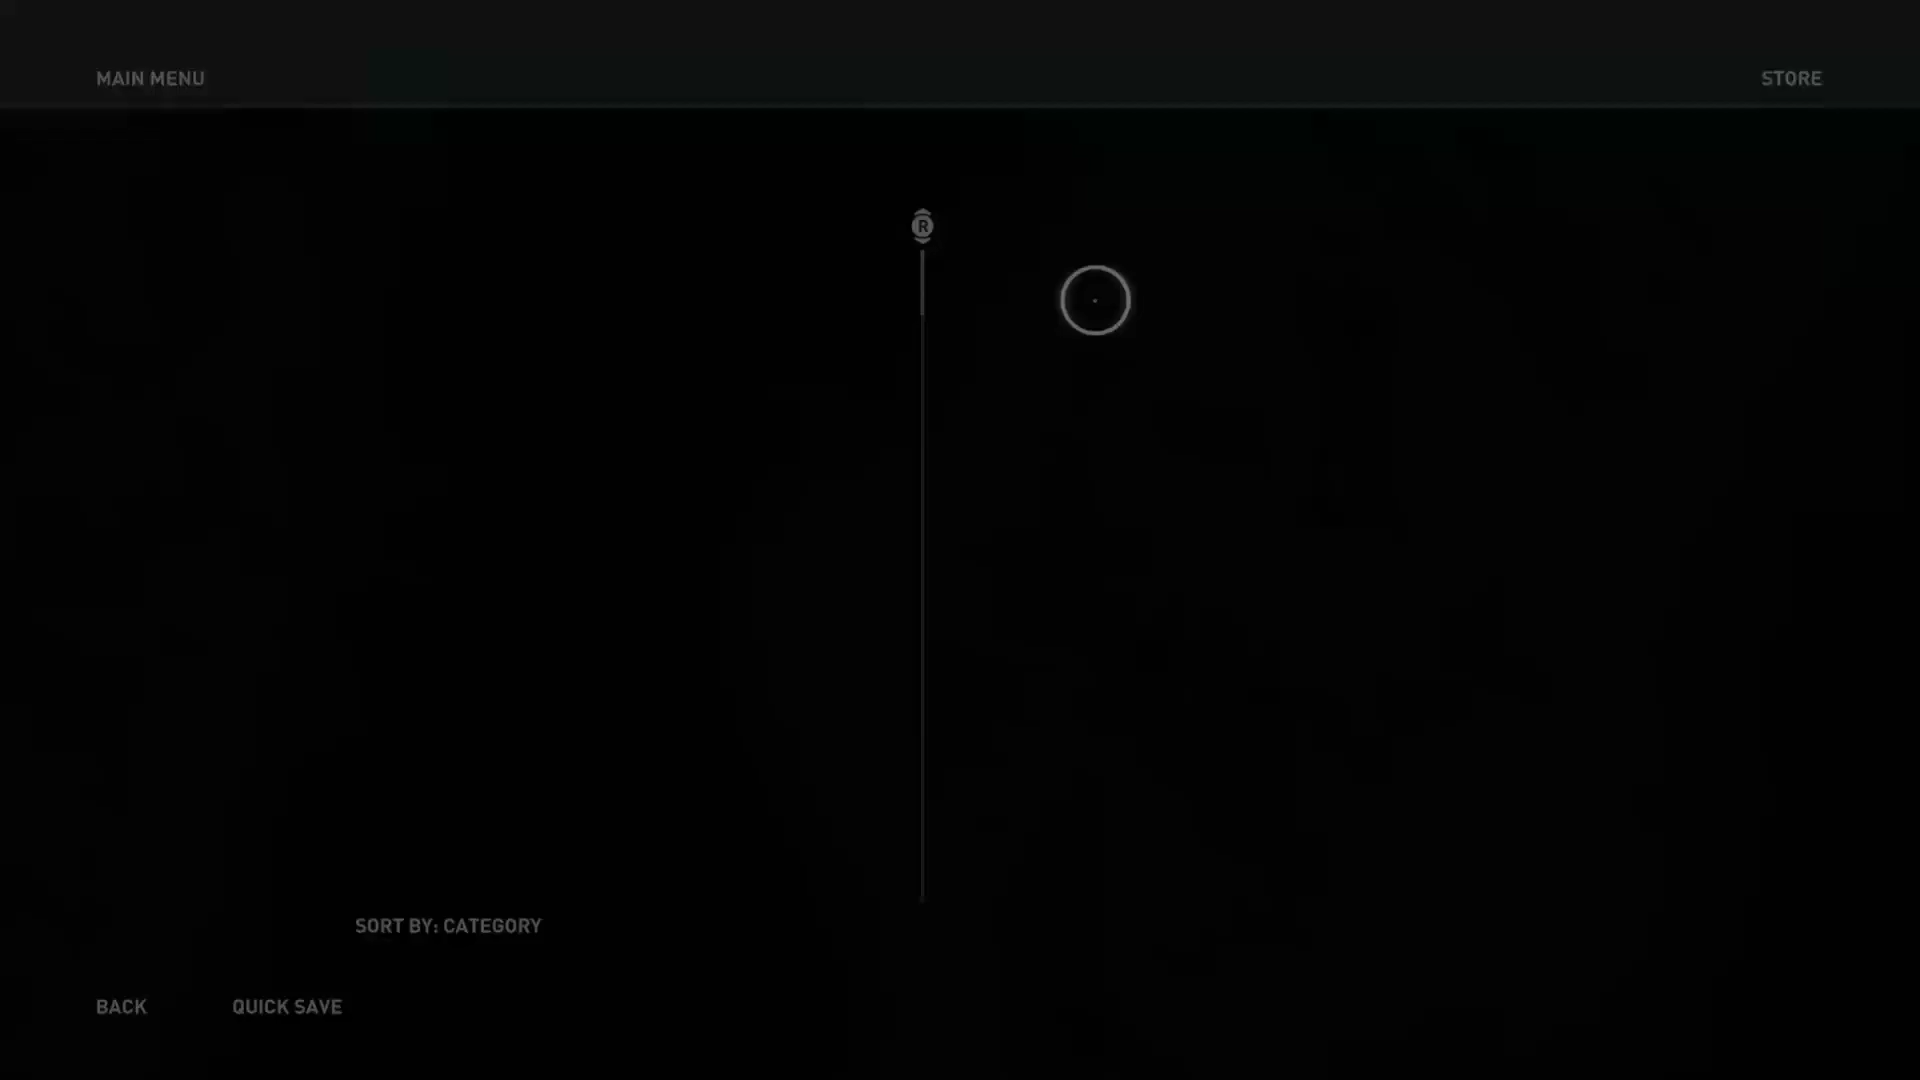 MAIN MENU
STORE
R
SORT BY: CATEGORY
BACK
QUICK SAVE